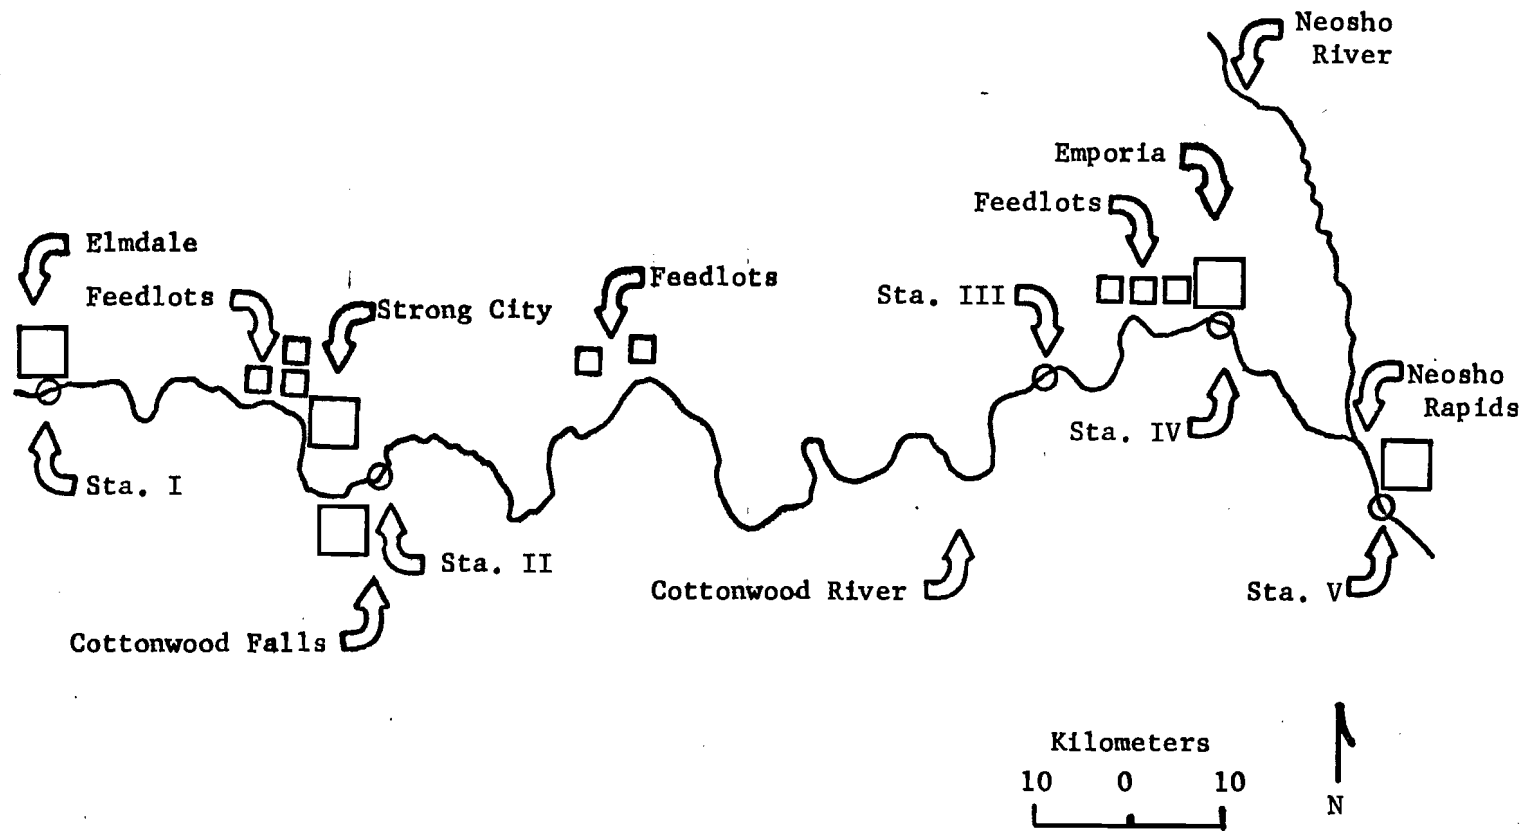 Neosho
River
Emporia
Feedlots
Elmdale
Feedlots
Feedlots
Strong City
Sta. III
Neosho
Rapids
Sta. IV
Sta. I
Sta. II
Cottonwood River
Sta. V
Cottonwood Falls
Kilometers
10 0 10
N